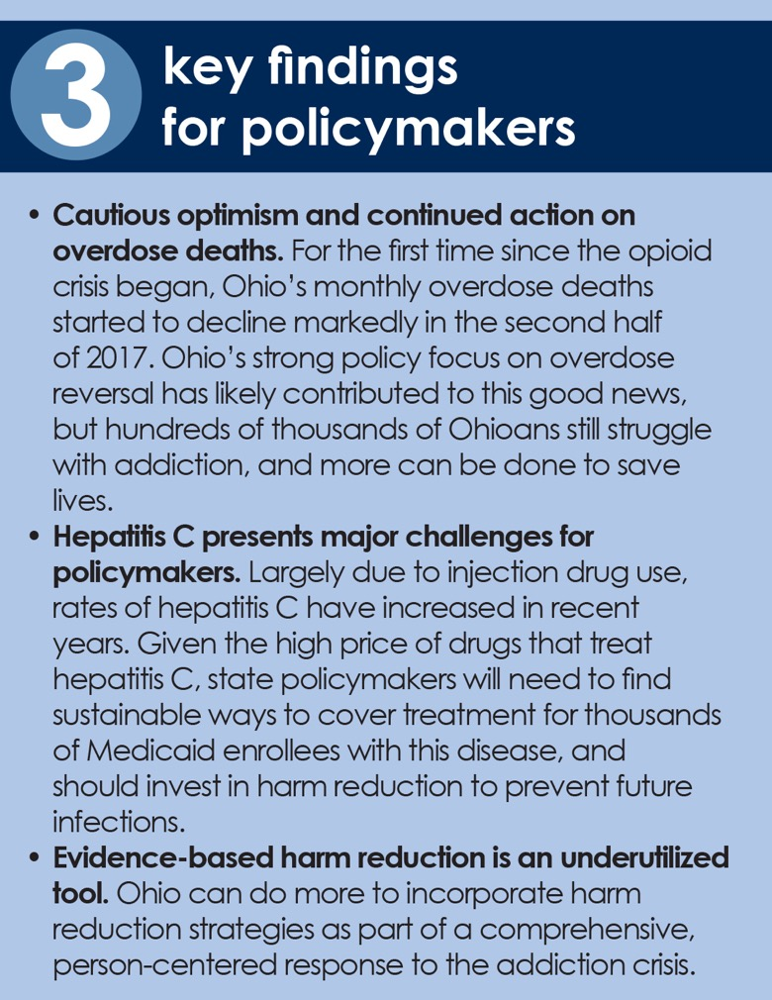 3
key findings
for policymakers
• Cautious optimism and continued action on
overdose deaths. For the first time since the opioid
crisis began, Ohio’s monthly overdose deaths
started to decline markedly in the second half
of 2017. Ohio’s strong policy focus on overdose
reversal has likely contributed to this good news,
but hundreds of thousands of Ohioans still struggle
with addiction, and more can be done to save
lives.
• Hepatitis C presents major challenges for
policymakers. Largely due to injection drug use,
rates of hepatitis C have increased in recent
years. Given the high price of drugs that treat
hepatitis C, state policymakers will need to find
sustainable ways to cover treatment for thousands
of Medicaid enrollees with this disease, and
should invest in harm reduction to prevent future
infections.
• Evidence-based harm reduction is an underutilized
tool. Ohio can do more to incorporate harm
reduction strategies as part of a comprehensive,
person-centered response to the addiction crisis.